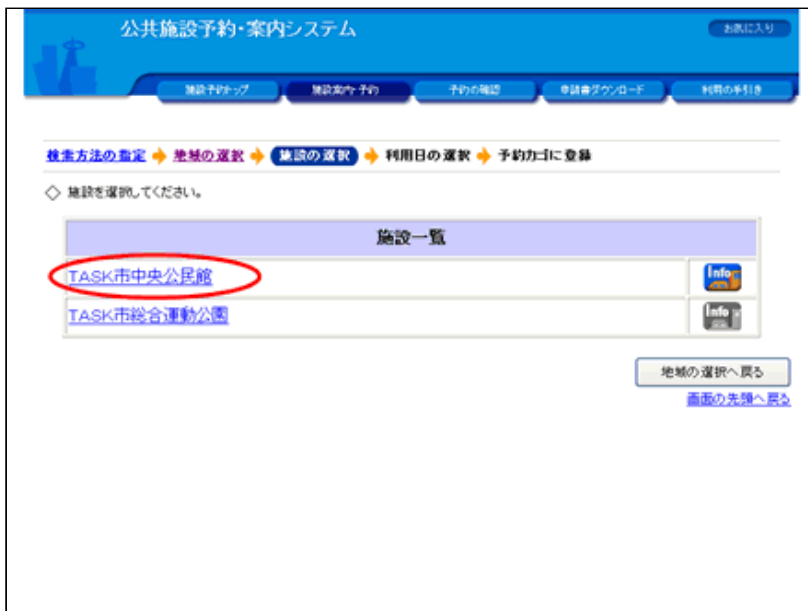 公共施設予約・案内システム
お気に入り
施設予約トップ 施設案内・予約 予約の確認 申請書ダウンロード 利用の手引き
検索方法の指定 地域の選択 施設の選択 利用日の選択 予約カゴに登録
◇ 施設を選択してください。
施設一覧
TASK市中央公民館 Info
TASK市総合運動公園 Info
地域の選択へ戻る
画面の先頭へ戻る